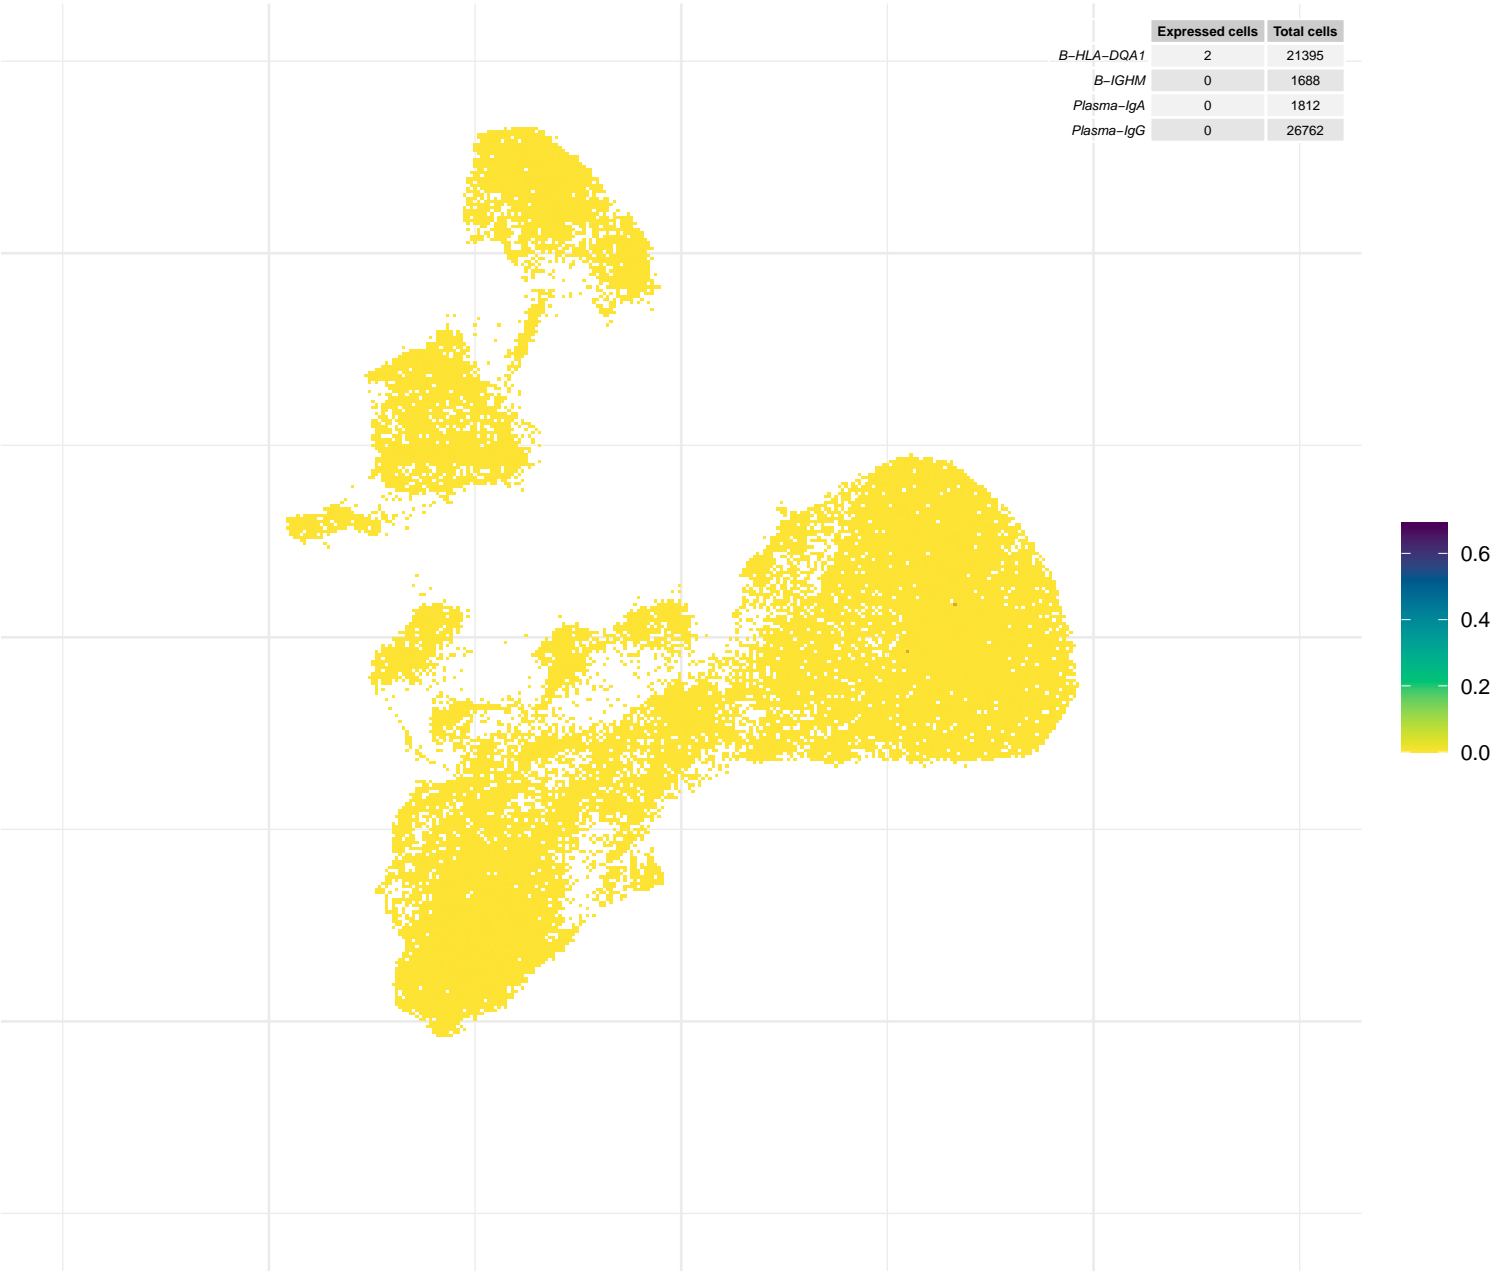 Expressed cells Total cells
B−HLA−DQA1 2 21395
B−IGHM 0 1688
Plasma−IgA 0 1812
Plasma−IgG 0 26762
0.6
0.4
0.2
0.0